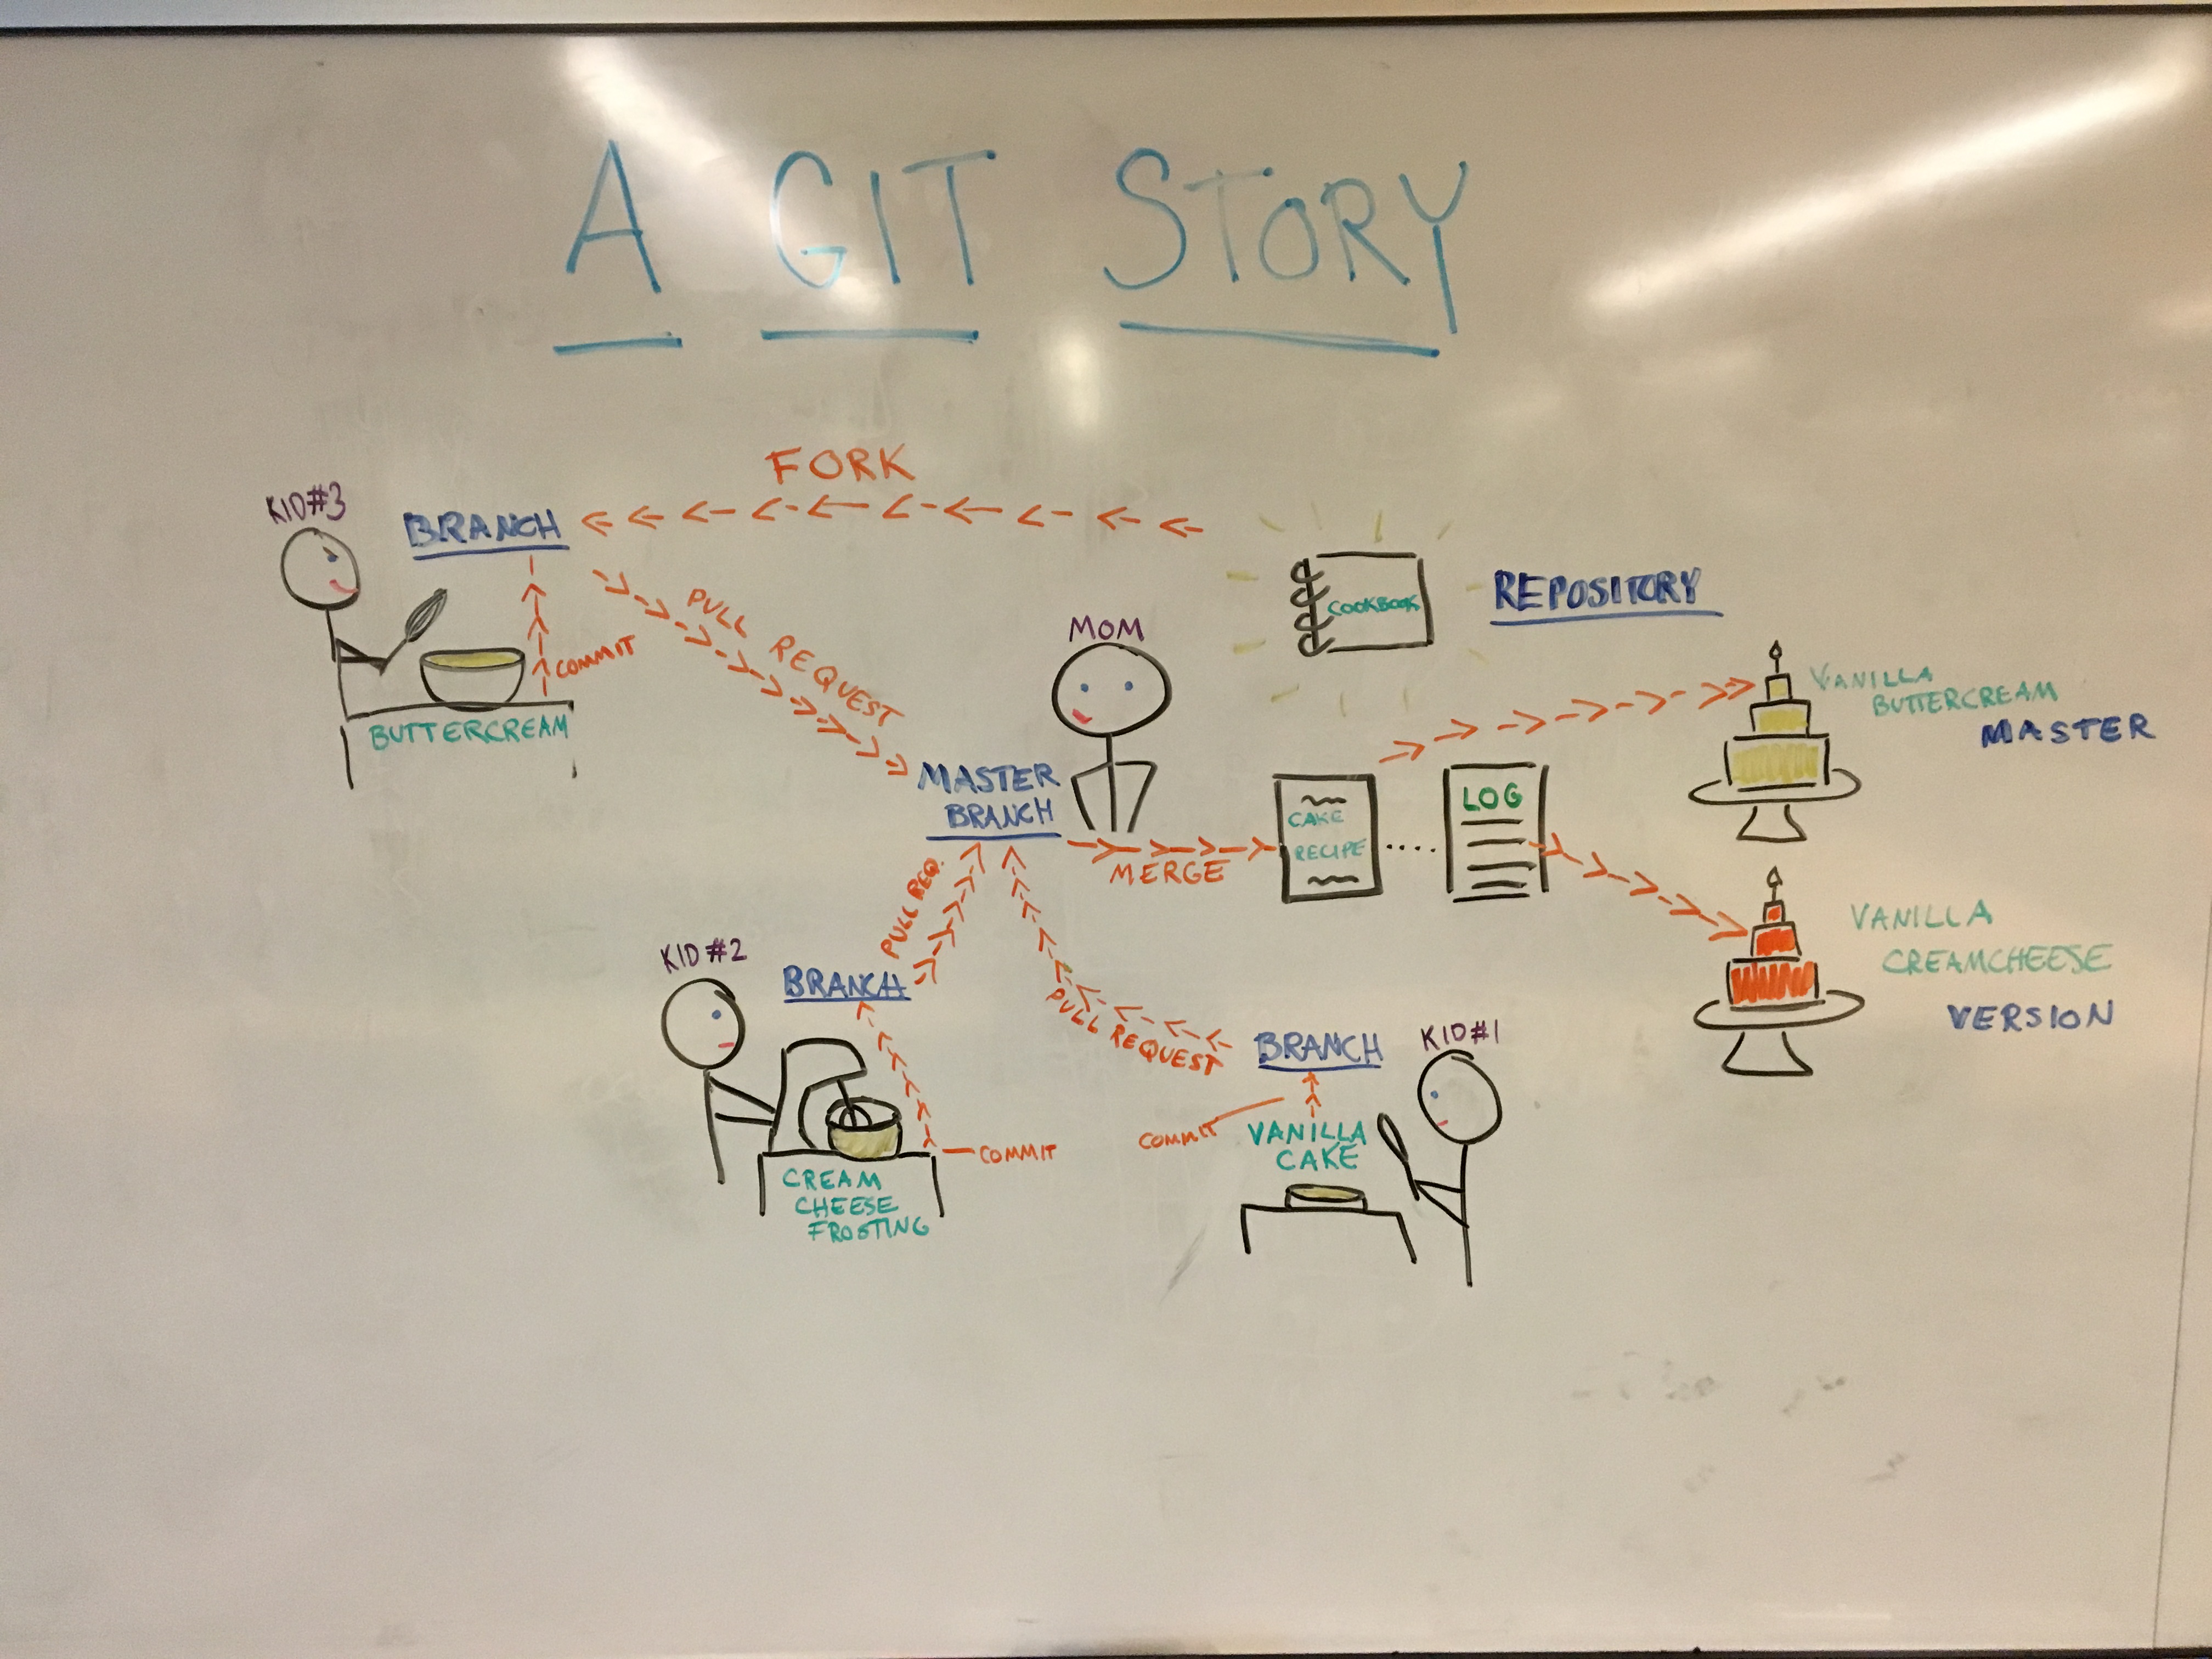 A GIT STORY
FORK
KID#3
BRANCH
COMMIT
BUTTERCREAM
PULL REQUEST
MOM
COOKBOOK
REPOSITORY
MASTER
BRANCH
MERGE
CAKE
RECIPE
LOG
VANILLA
BUTTERCREAM
MASTER
VANILLA
CREAMCHEESE
VERSION
PULL REQ.
KID#2
BRANCH
COMMIT
CREAM
CHEESE
FROSTING
PULL REQUEST
BRANCH
KID#1
COMMIT
VANILLA
CAKE